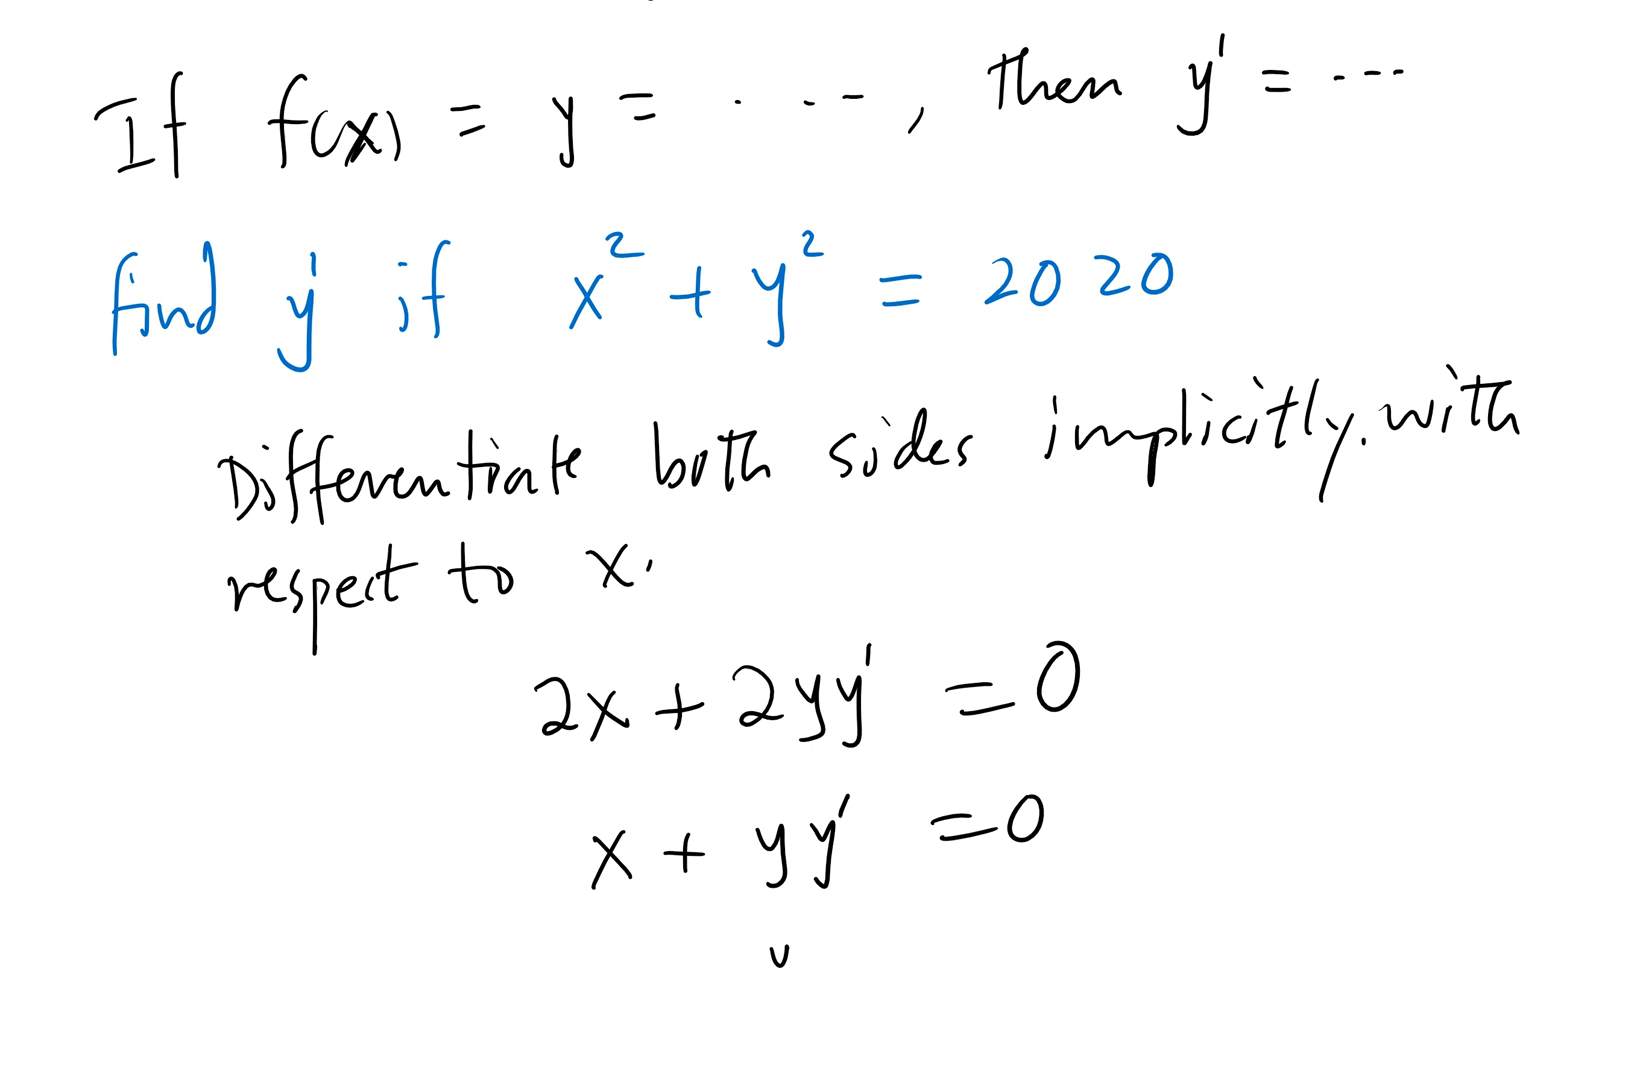 If f(x) = y = . . - - , then y' = - - - -
find y' if x² + y² = 2020
Differentiate both sides implicitly. with
respect to x.
2x + 2yy' = 0
x + yy' = 0